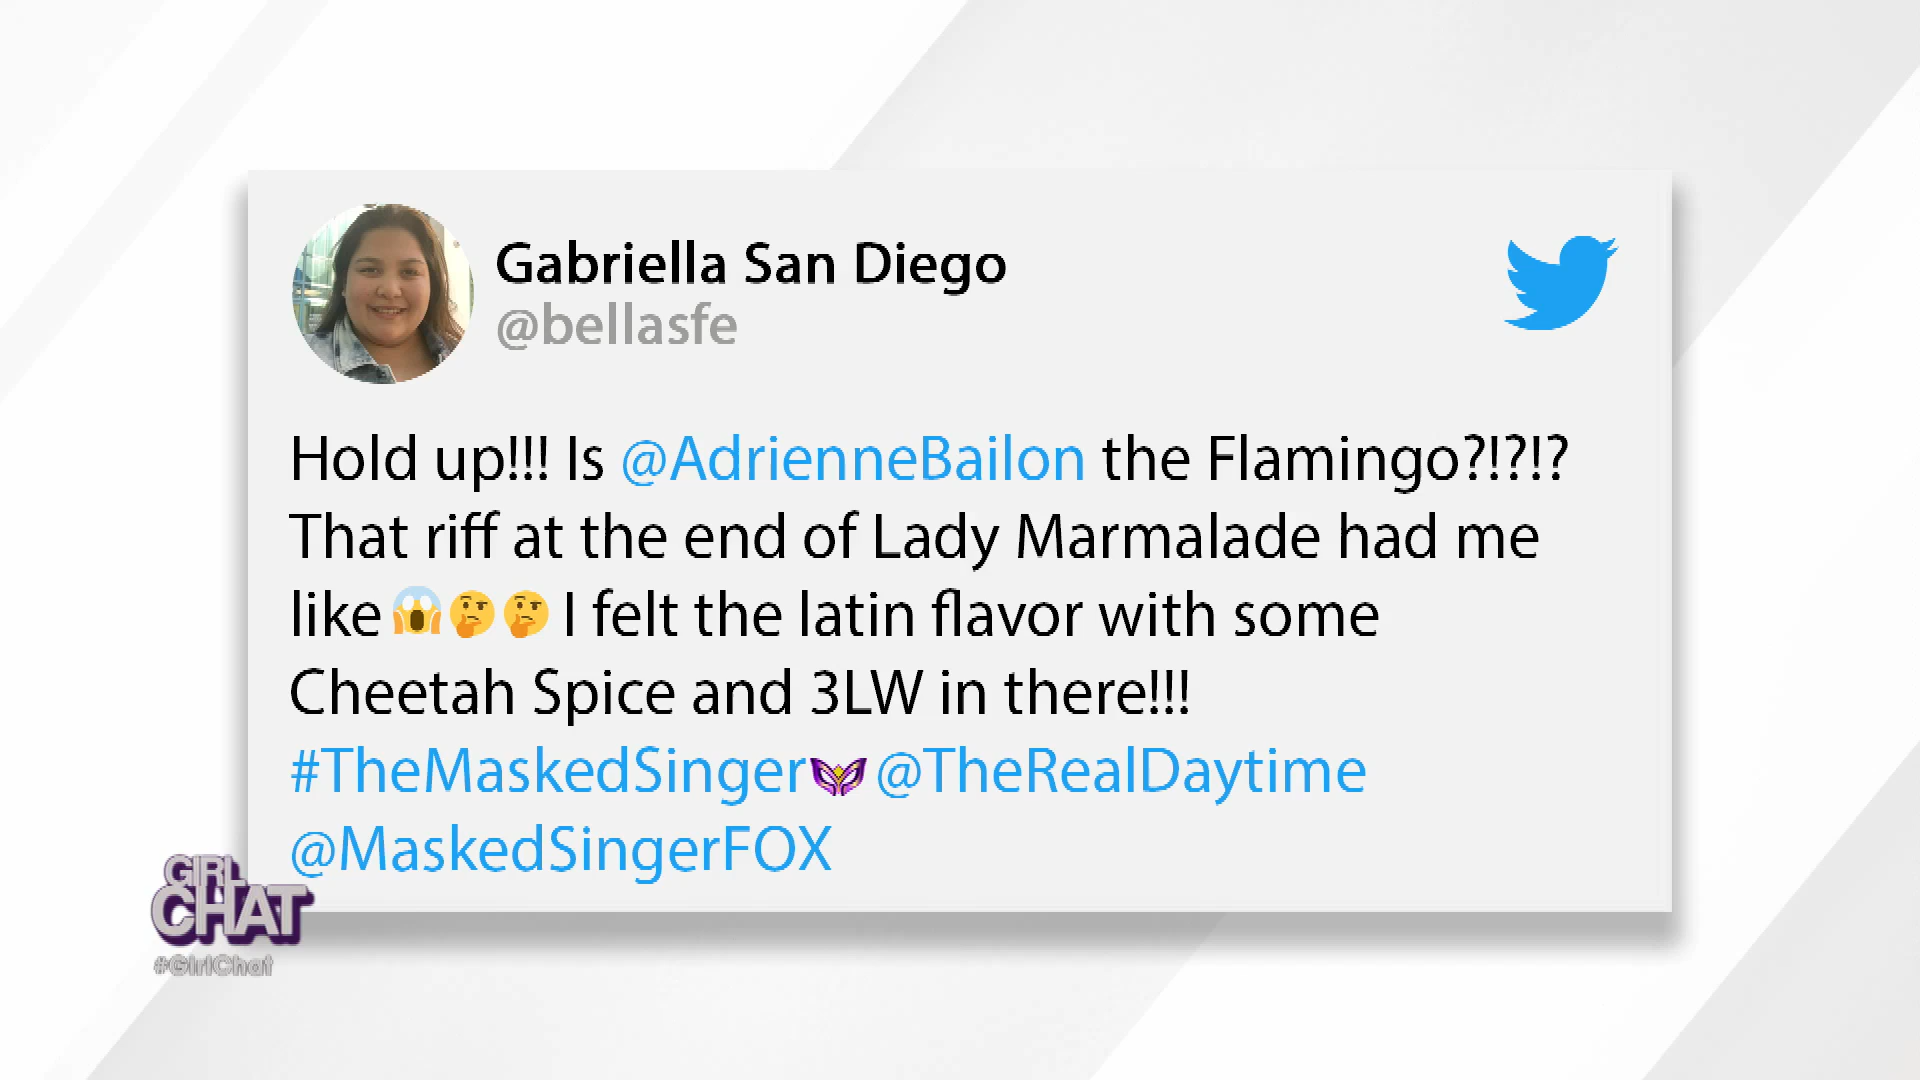 Gabriella San Diego
@bellasfe
Hold up!!! Is @AdrienneBailon the Flamingo?!?!?
That riff at the end of Lady Marmalade had me
like 😱🤔🤔 I felt the latin flavor with some
Cheetah Spice and 3LW in there!!!
#TheMaskedSinger @TheRealDaytime
@MaskedSingerFOX
GIRL
CHAT
#GirlChat